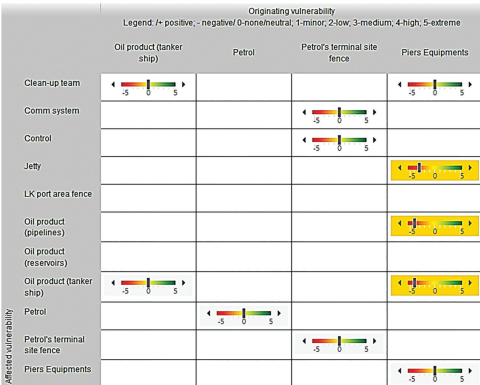 Originating vulnerability
Legend: /+ positive; - negative/ 0-none/neutral; 1-minor; 2-low; 3-medium; 4-high; 5-extreme
Oil product (tanker
ship)
Petrol
Petrol's terminal site
fence
Piers Equipments
Clean-up team
-5 0 5
-5 0 5
Comm system
-5 0 5
Control
-5 0 5
Jetty
-5 0 5
LK port area fence
Oil product
(pipelines)
-5 0 5
Oil product
(reservoirs)
Oil product (tanker
ship)
-5 0 5
-5 0 5
Petrol
-5 0 5
Petrol's terminal
site fence
-5 0 5
Piers Equipments
-5 0 5
Affected vulnerability